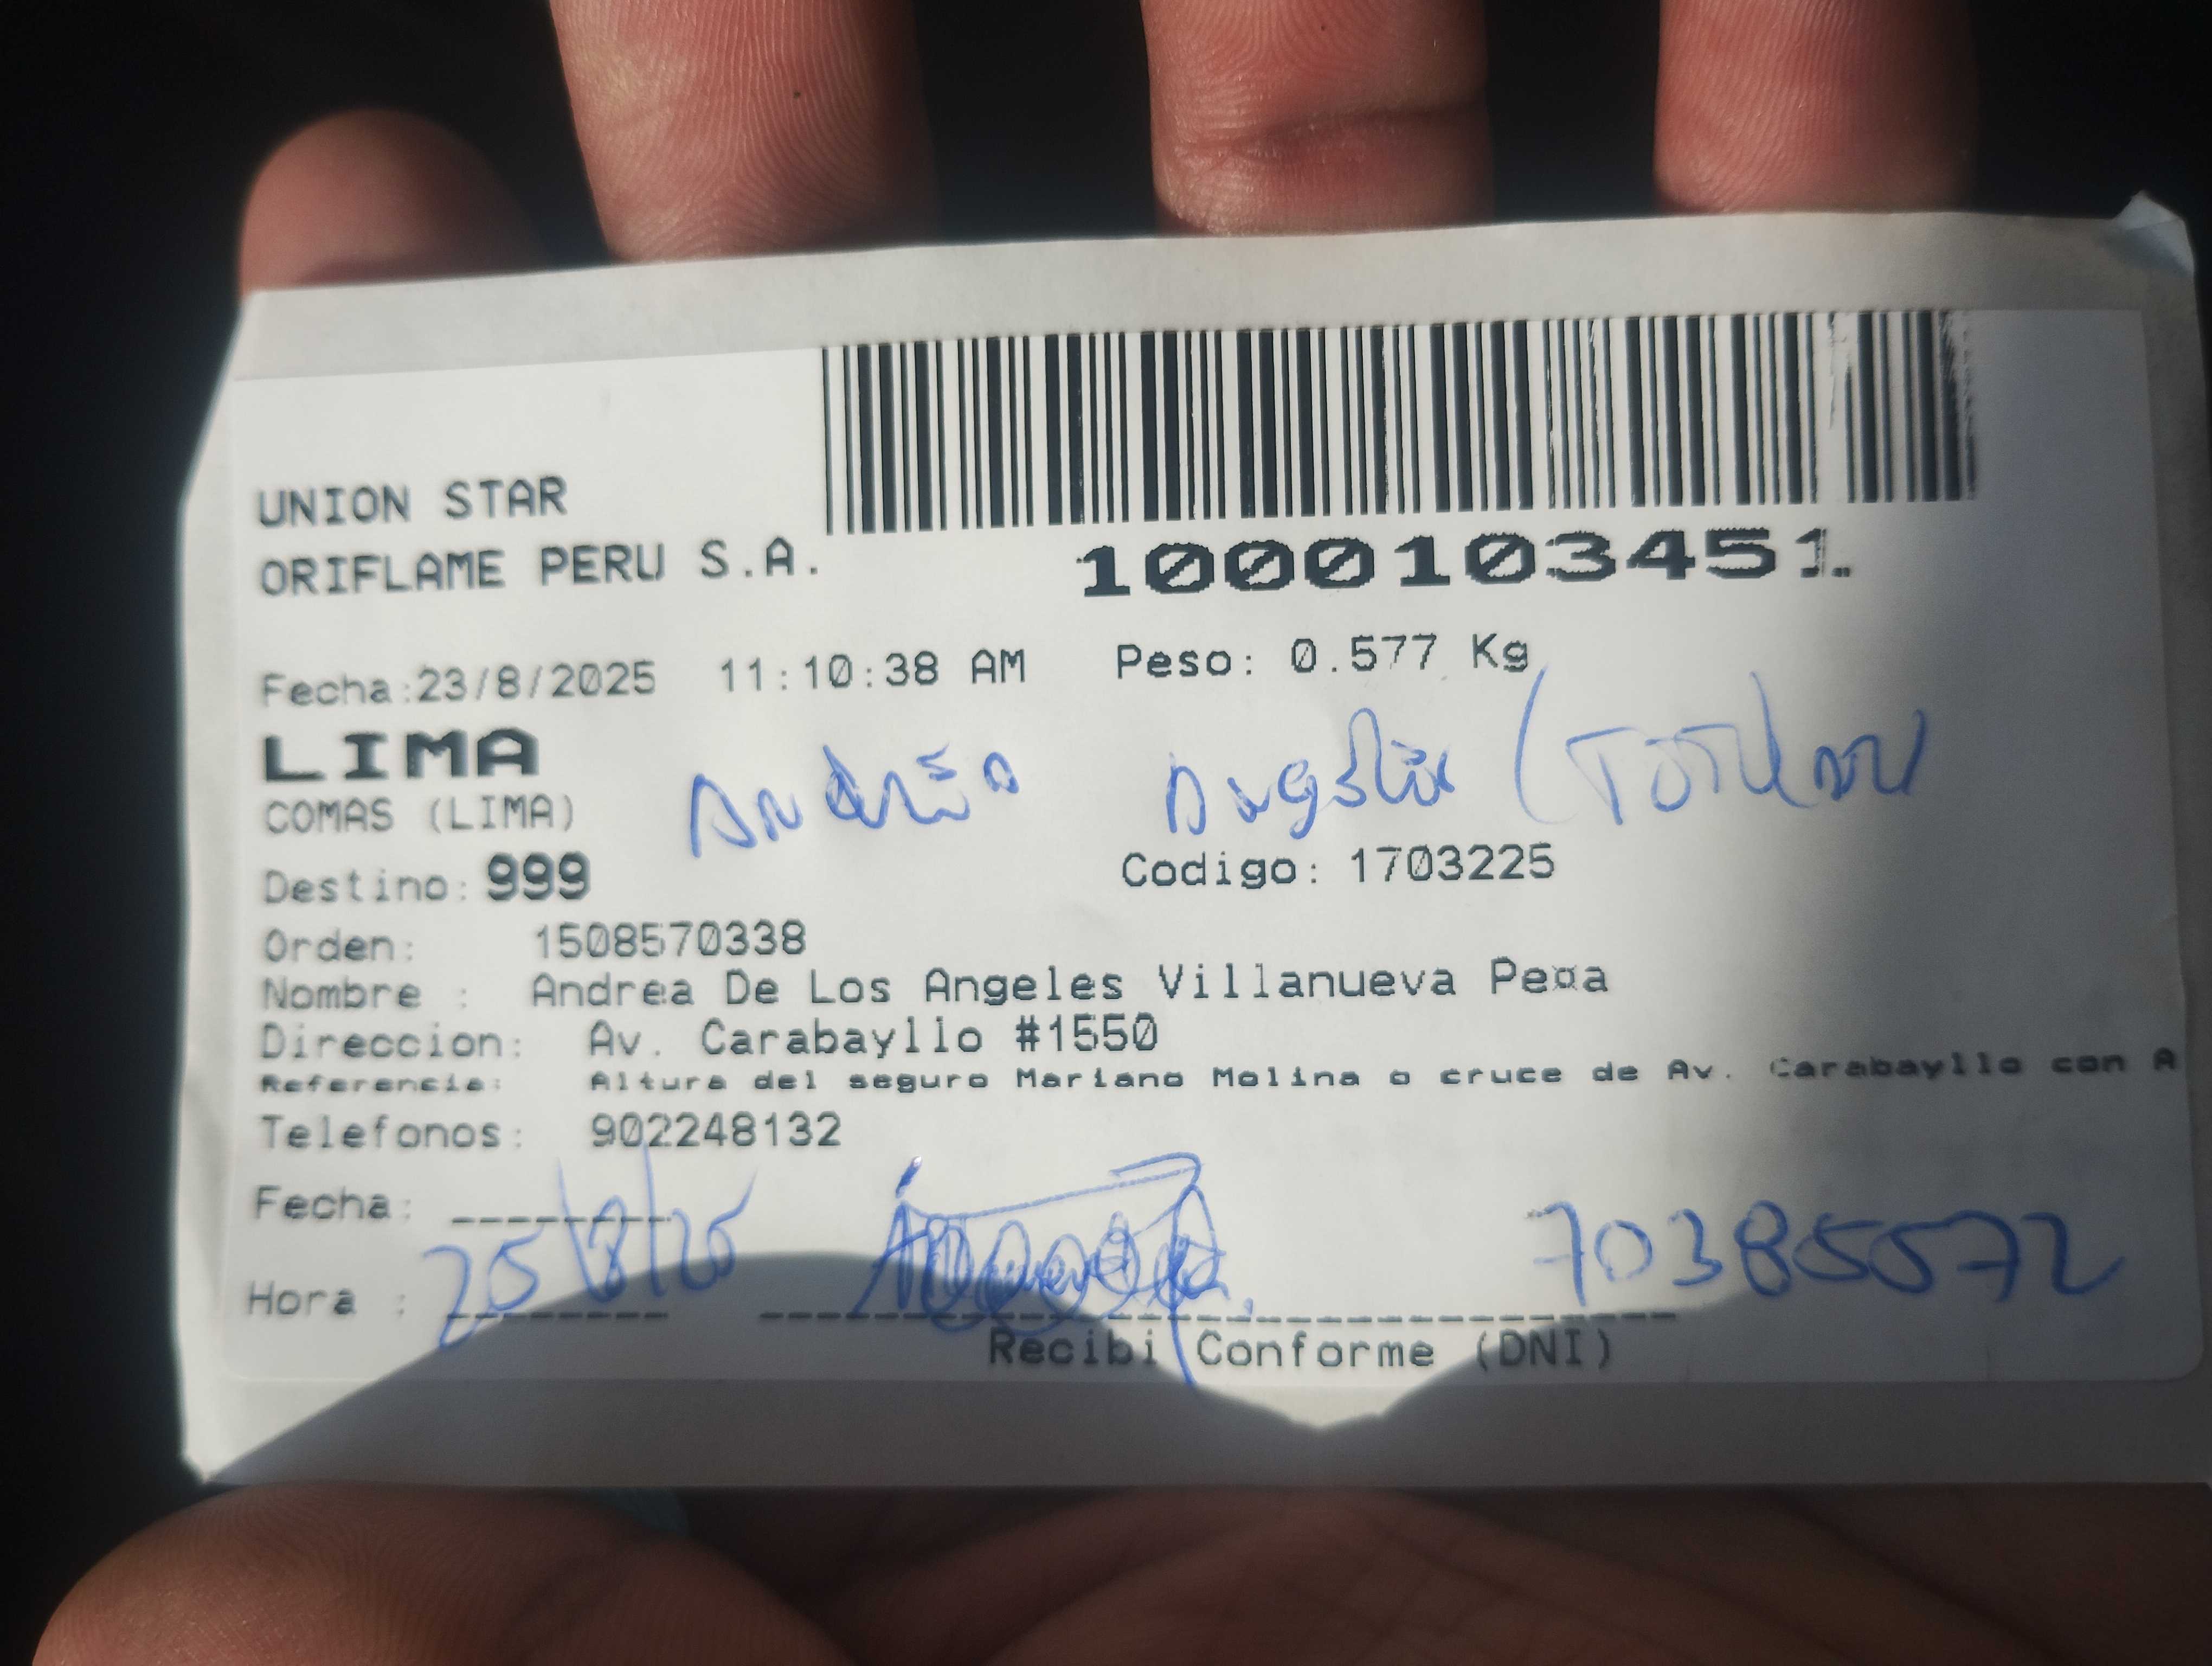 UNION STAR
ORIFLAME PERU S.A.
1000103451
Fecha:23/8/2025 11:10:38 AM Peso: 0.577 Kg
LIMA
COMAS (LIMA)
Destino: 999 Codigo: 1703225
Orden: 1508570338
Nombre : Andrea De Los Angeles Villanueva Pe¤a
Direccion: Av. Carabayllo #1550
Referencia: Altura del seguro Mariano Molina o cruce de Av. Carabayllo con A
Telefonos: 902248132
Fecha:
25/8/25 70385572
Hora :
Recibi Conforme (DNI)